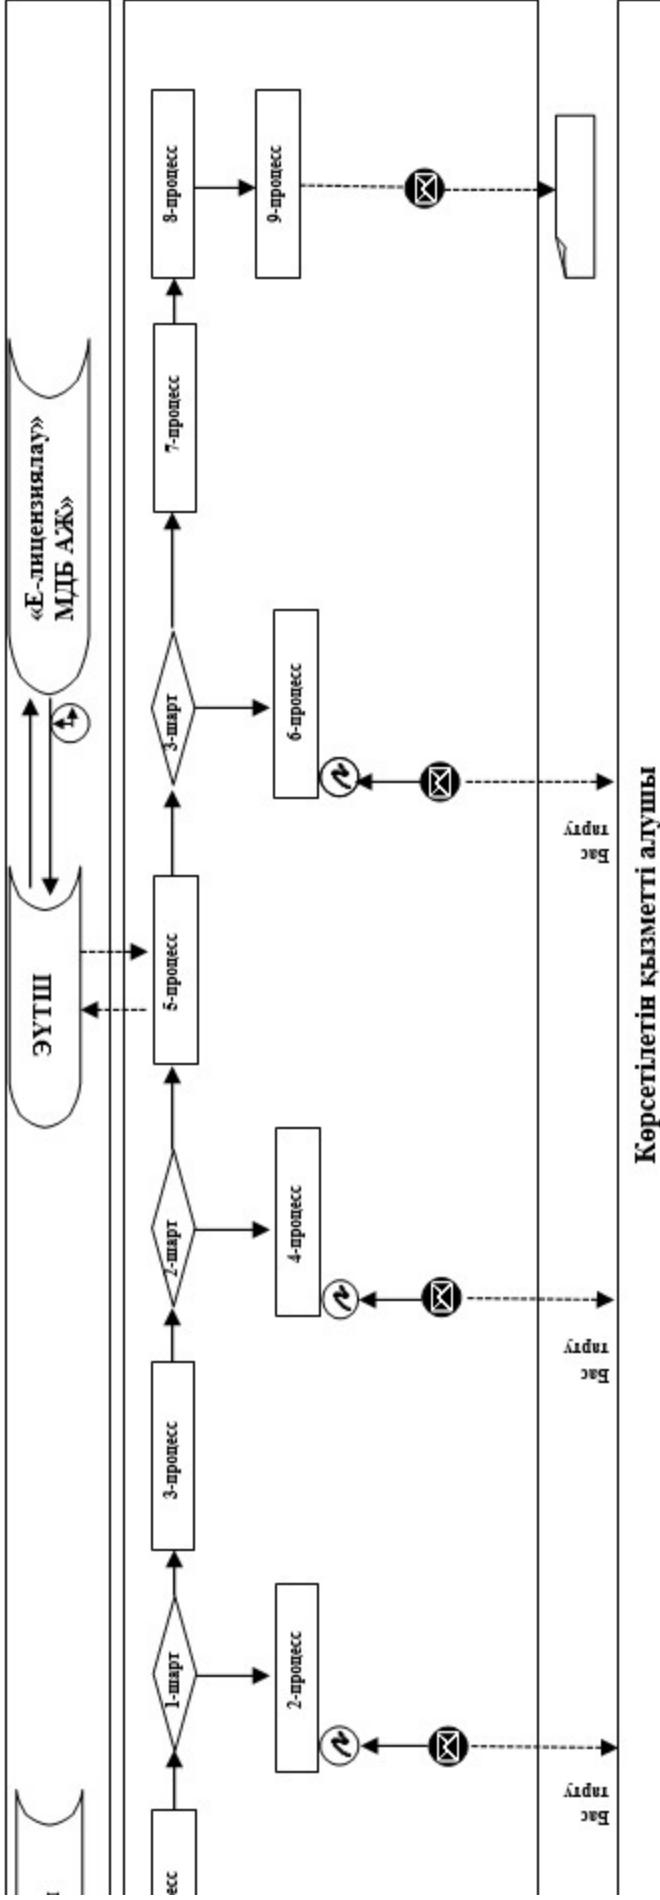 «Е-лицензиялау»
МДБ АЖ»
ЭҮТШ
1-шарт
3-процесс
2-шарт
5-процесс
3-шарт
7-процесс
8-процесс
2-процесс
4-процесс
6-процесс
9-процесс
Бас
тарту
Бас
тарту
Бас
тарту
Көрсетілетін қызметті алушы